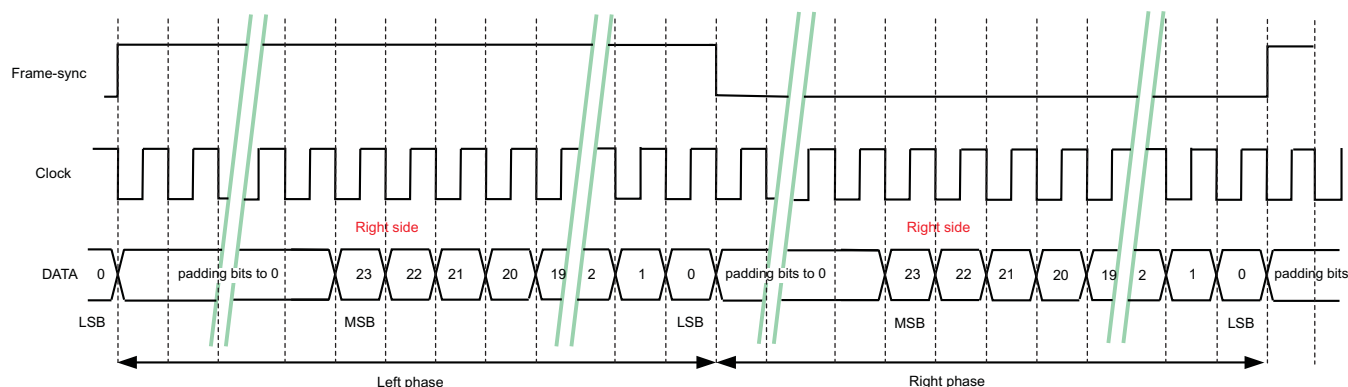 Frame-sync
Clock
Right side Right side
DATA 0 padding bits to 0 23 22 21 20 19 2 1 0 padding bits to 0 23 22 21 20 19 2 1 0 padding bits
LSB MSB LSB MSB LSB
Left phase Right phase